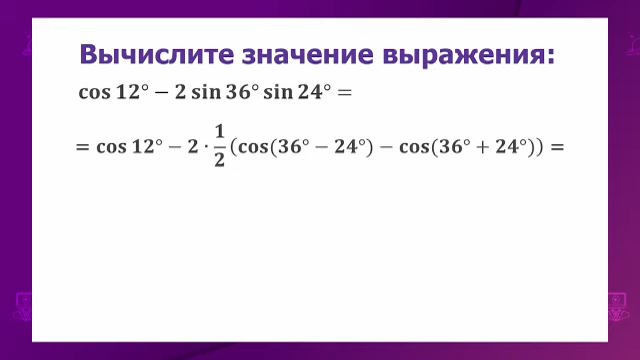 Вычислите значение выражения:
cos 12° − 2 sin 36° sin 24° =
= cos 12° − 2 · 1/2 (cos(36° − 24°) − cos(36° + 24°)) =